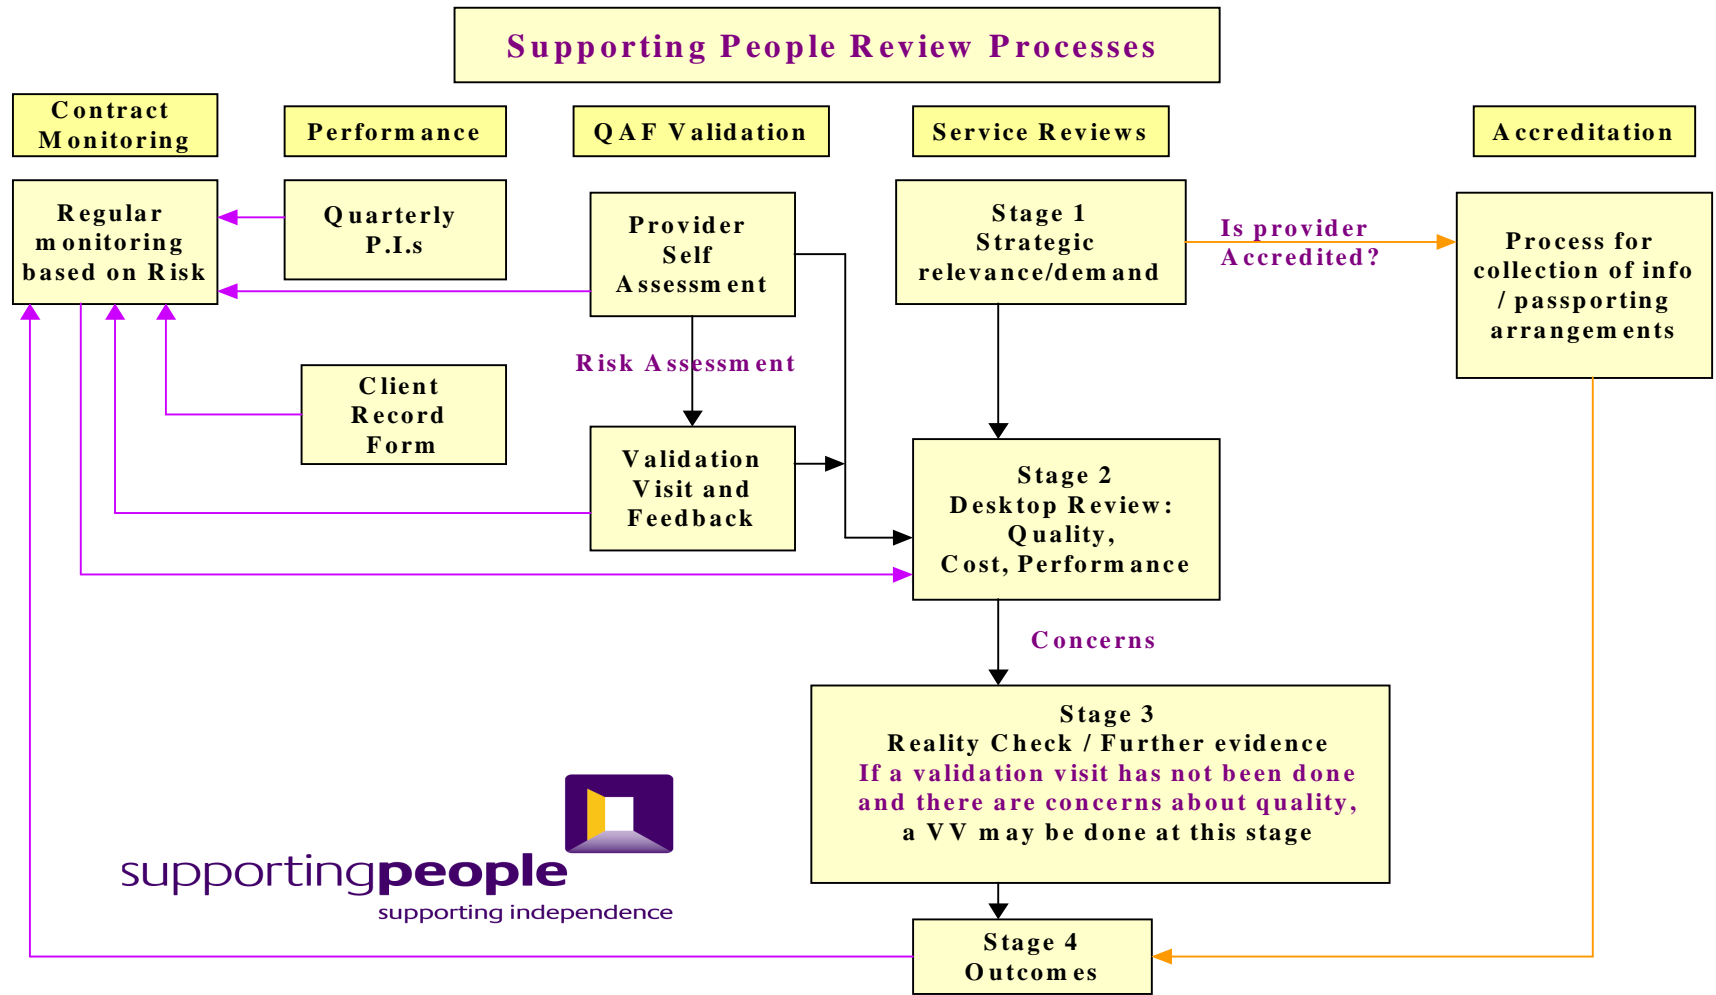 Supporting People Review Processes
Contract
Monitoring
Performance
QAF Validation
Service Reviews
Accreditation
Regular
monitoring
based on Risk
Quarterly
P.I.s
Provider
Self
Assessment
Stage 1
Strategic
relevance/demand
Is provider
Accredited?
Process for
collection of info
/ passporting
arrangements
Risk Assessment
Client
Record
Form
Validation
Visit and
Feedback
Stage 2
Desktop Review:
Quality,
Cost, Performance
Concerns
Stage 3
Reality Check / Further evidence
If a validation visit has not been done
and there are concerns about quality,
a VV may be done at this stage
supportingpeople
supporting independence
Stage 4
Outcomes